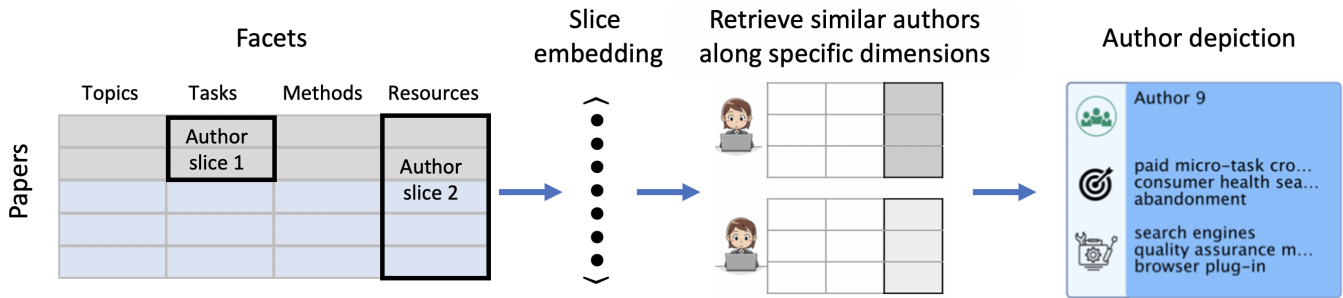 Facets
Topics
Tasks
Methods
Resources
Papers
Author
slice 1
Author
slice 2
Slice
embedding
Retrieve similar authors
along specific dimensions
Author depiction
Author 9
paid micro-task cro...
consumer health sea...
abandonment
search engines
quality assurance m...
browser plug-in